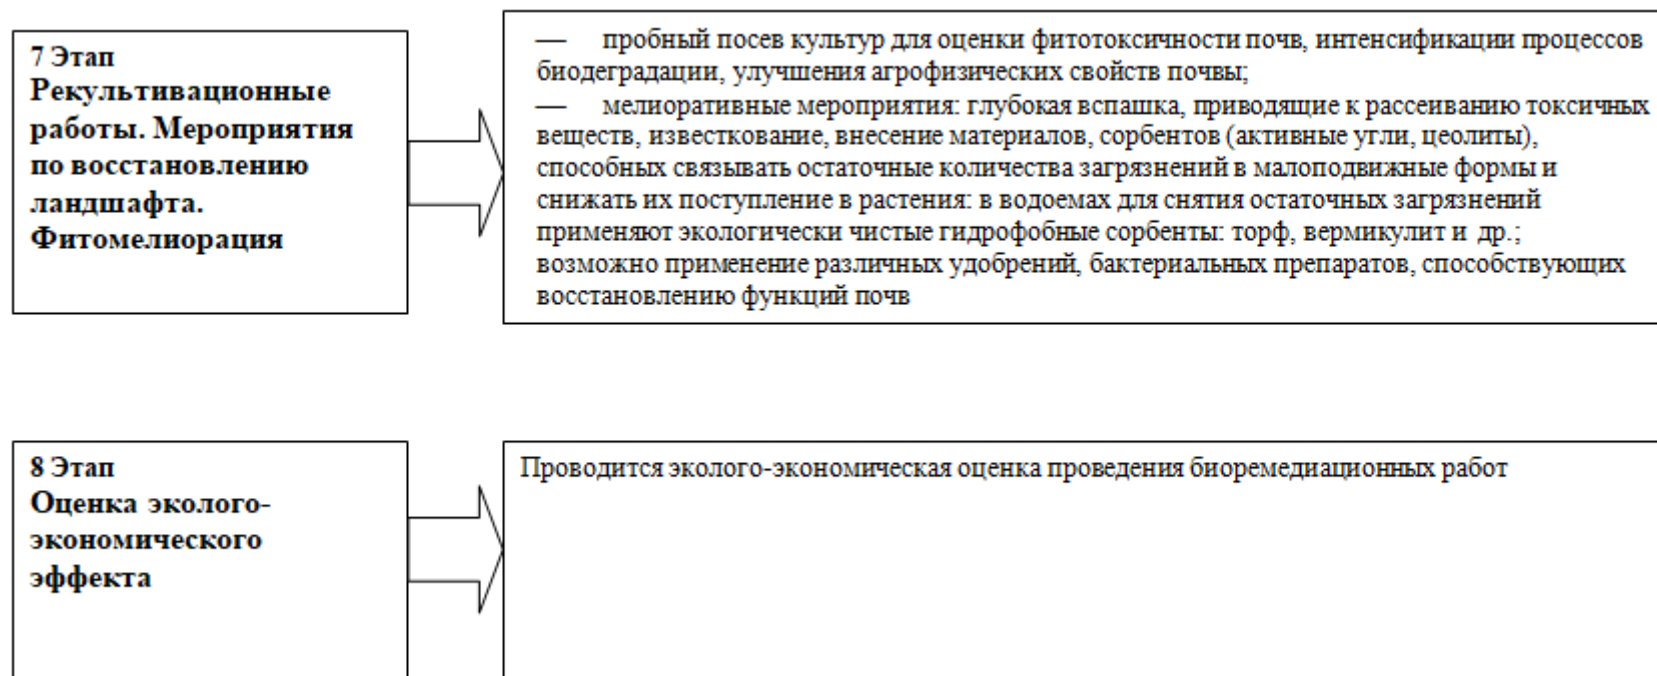 7 Этап
Рекультивационные
работы. Мероприятия
по восстановлению
ландшафта.
Фитомелиорация
— пробный посев культур для оценки фитотоксичности почв, интенсификации процессов
биодеградации, улучшения агрофизических свойств почвы;
— мелиоративные мероприятия: глубокая вспашка, приводящие к рассеиванию токсичных
веществ, известкование, внесение материалов, сорбентов (активные угли, цеолиты),
способных связывать остаточные количества загрязнений в малоподвижные формы и
снижать их поступление в растения: в водоемах для снятия остаточных загрязнений
применяют экологически чистые гидрофобные сорбенты: торф, вермикулит и др.;
возможно применение различных удобрений, бактериальных препаратов, способствующих
восстановлению функций почв
8 Этап
Оценка эколого-
экономического
эффекта
Проводится эколого-экономическая оценка проведения биоремедиационных работ